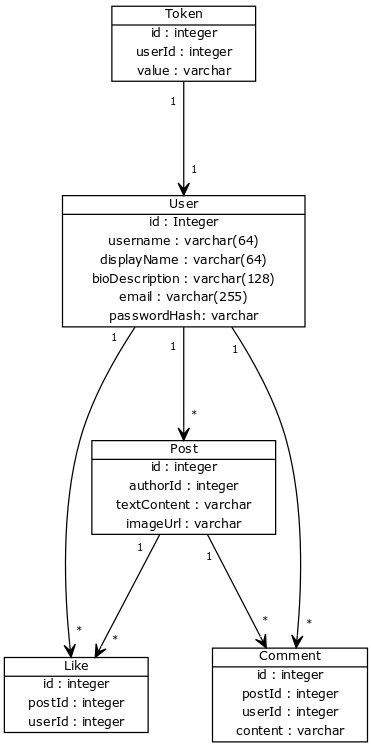 Token
id : integer
userId : integer
value : varchar
1
1
User
id : Integer
username : varchar(64)
displayName : varchar(64)
bioDescription : varchar(128)
email : varchar(255)
passwordHash: varchar
1
1
1
*
Post
id : integer
authorId : integer
textContent : varchar
imageUrl : varchar
1
1
*
*
*
*
Like
id : integer
postId : integer
userId : integer
Comment
id : integer
postId : integer
userId : integer
content : varchar